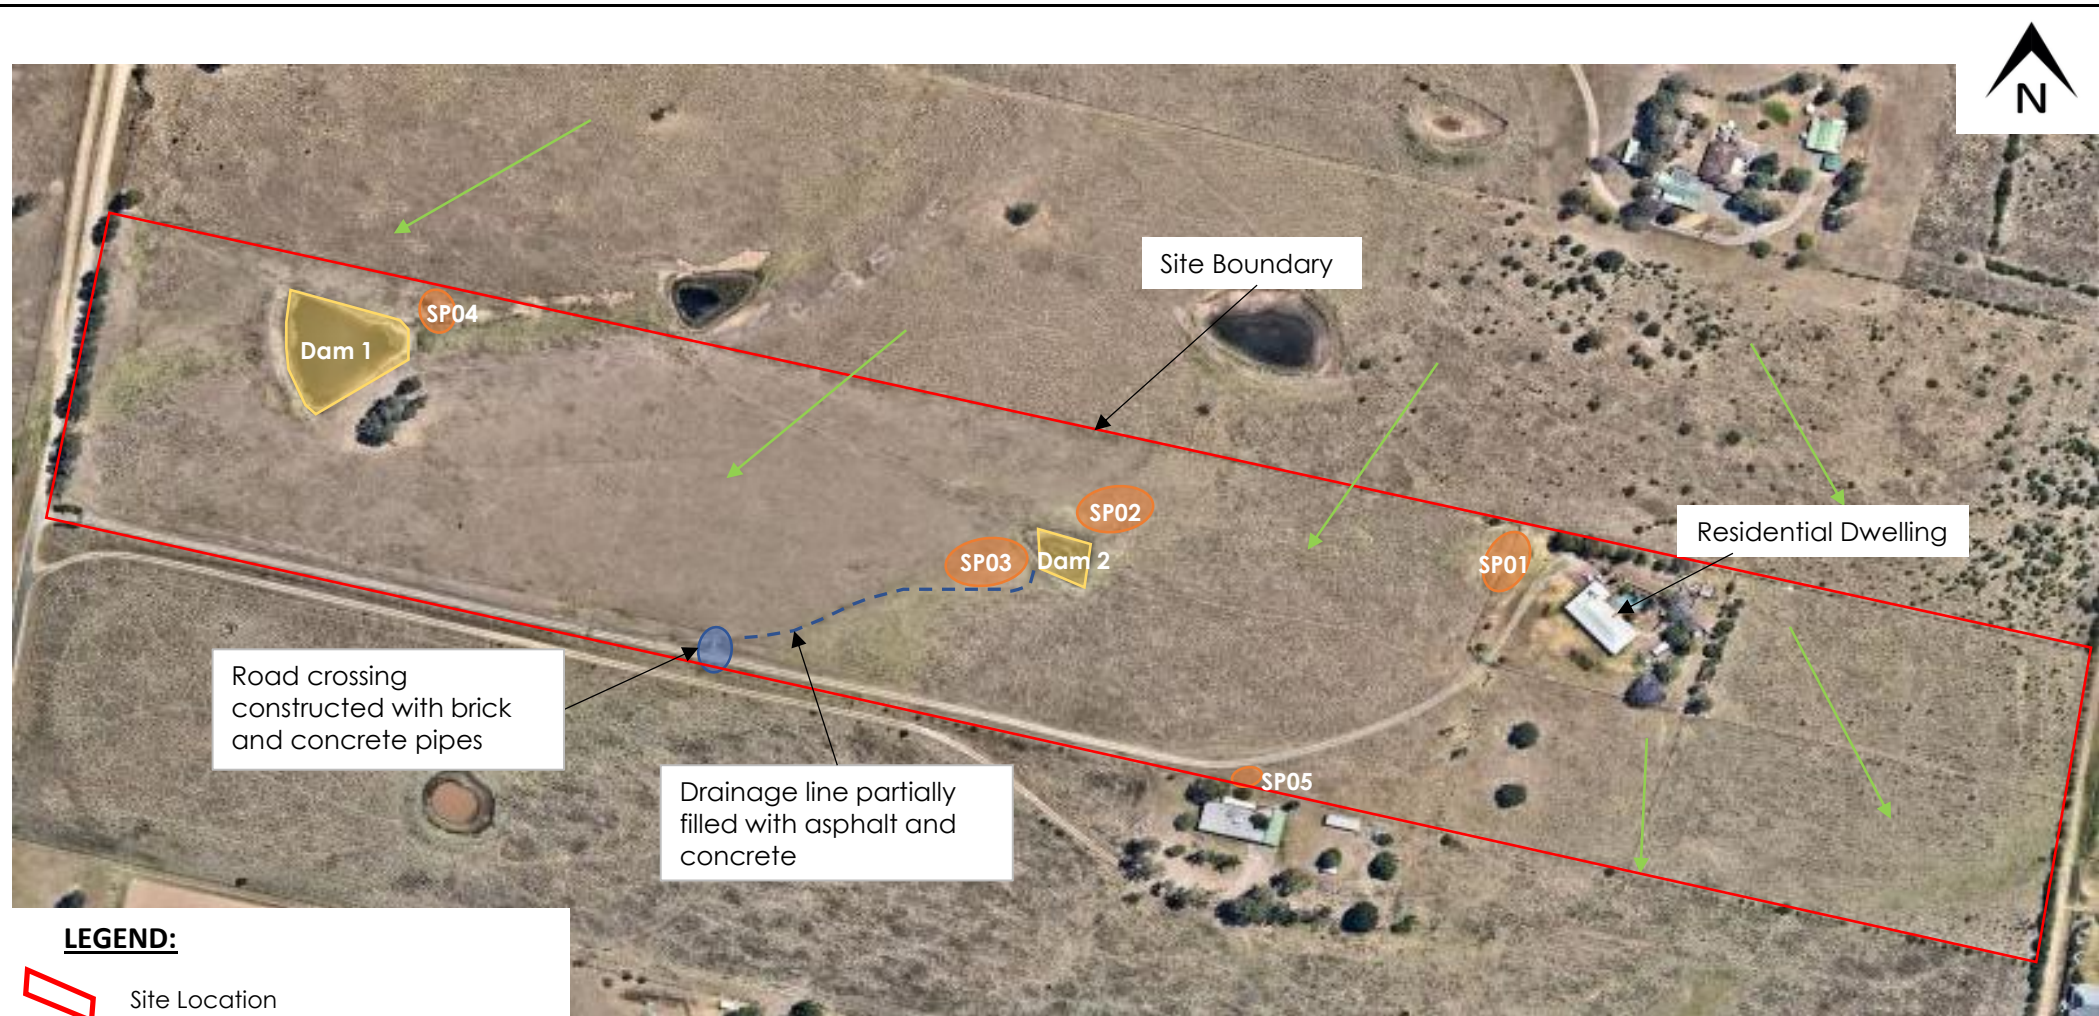 N
Site Boundary
SP04
Dam 1
SP02
Residential Dwelling
SP03
Dam 2
SP01
Road crossing
constructed with brick
and concrete pipes
SP05
Drainage line partially
filled with asphalt and
concrete
LEGEND:
Site Location